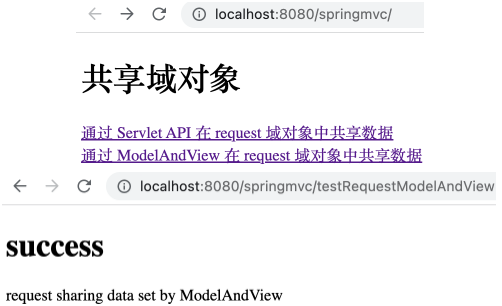 localhost:8080/springmvc/
共享域对象
通过 Servlet API 在 request 域对象中共享数据
通过 ModelAndView 在 request 域对象中共享数据
localhost:8080/springmvc/testRequestModelAndView
success
request sharing data set by ModelAndView